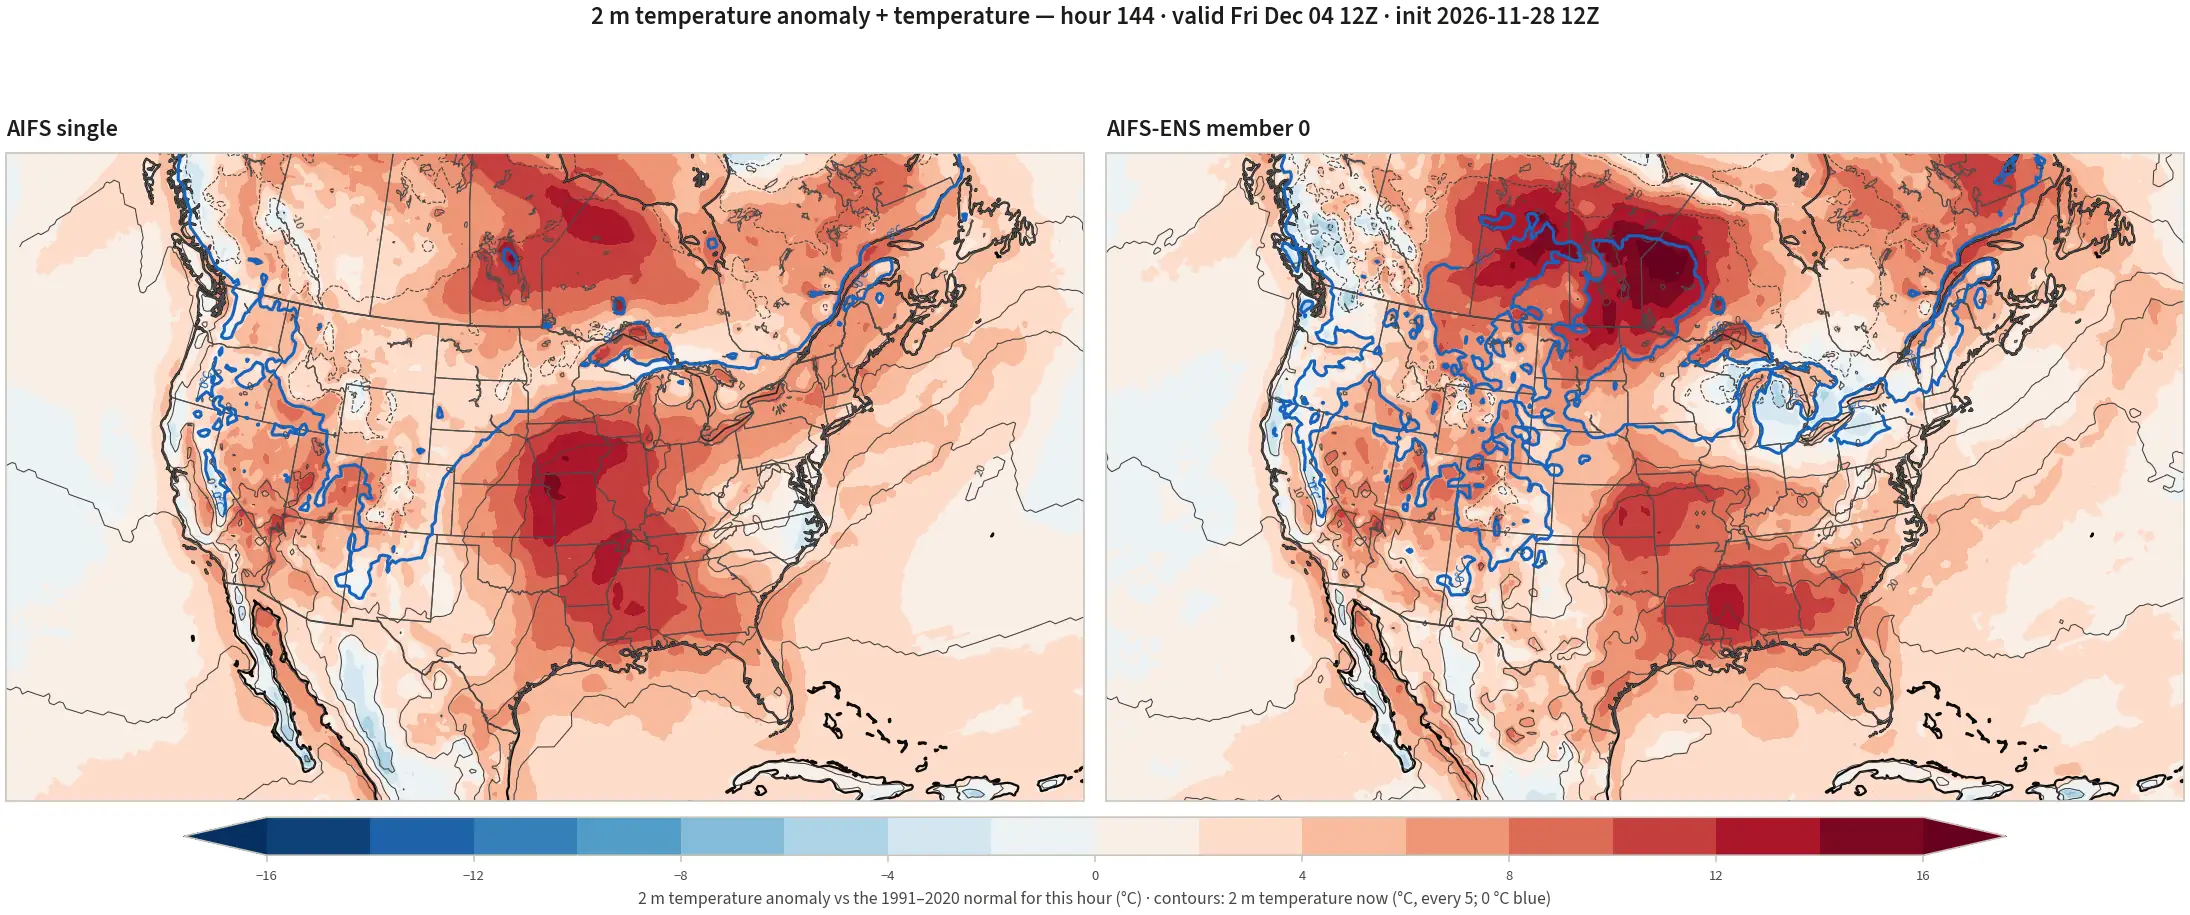 2 m temperature anomaly + temperature — hour 144 · valid Fri Dec 04 12Z · init 2026-11-28 12Z
AIFS single
AIFS-ENS member 0
−16 −12 −8 −4 0 4 8 12 16
2 m temperature anomaly vs the 1991–2020 normal for this hour (°C) · contours: 2 m temperature now (°C, every 5; 0 °C blue)